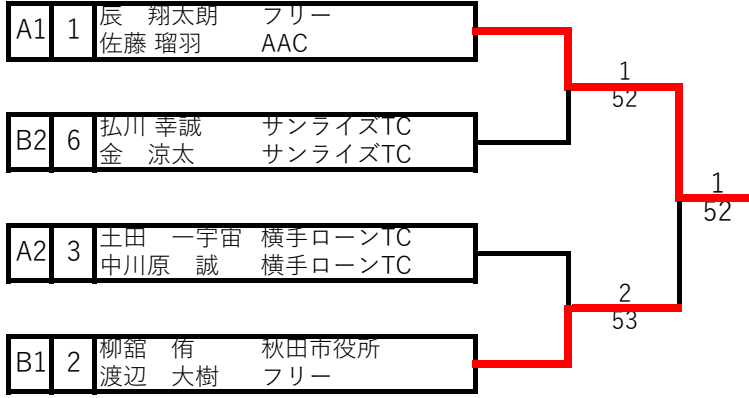 A1 1 辰　翔太朗 フリー
佐藤 瑠羽 AAC
1
52
B2 6 払川 幸誠 サンライズTC
金　涼太 サンライズTC
1
52
A2 3 土田　一宇宙 横手ローンTC
中川原　誠 横手ローンTC
2
53
B1 2 柳舘　侑 秋田市役所
渡辺　大樹 フリー